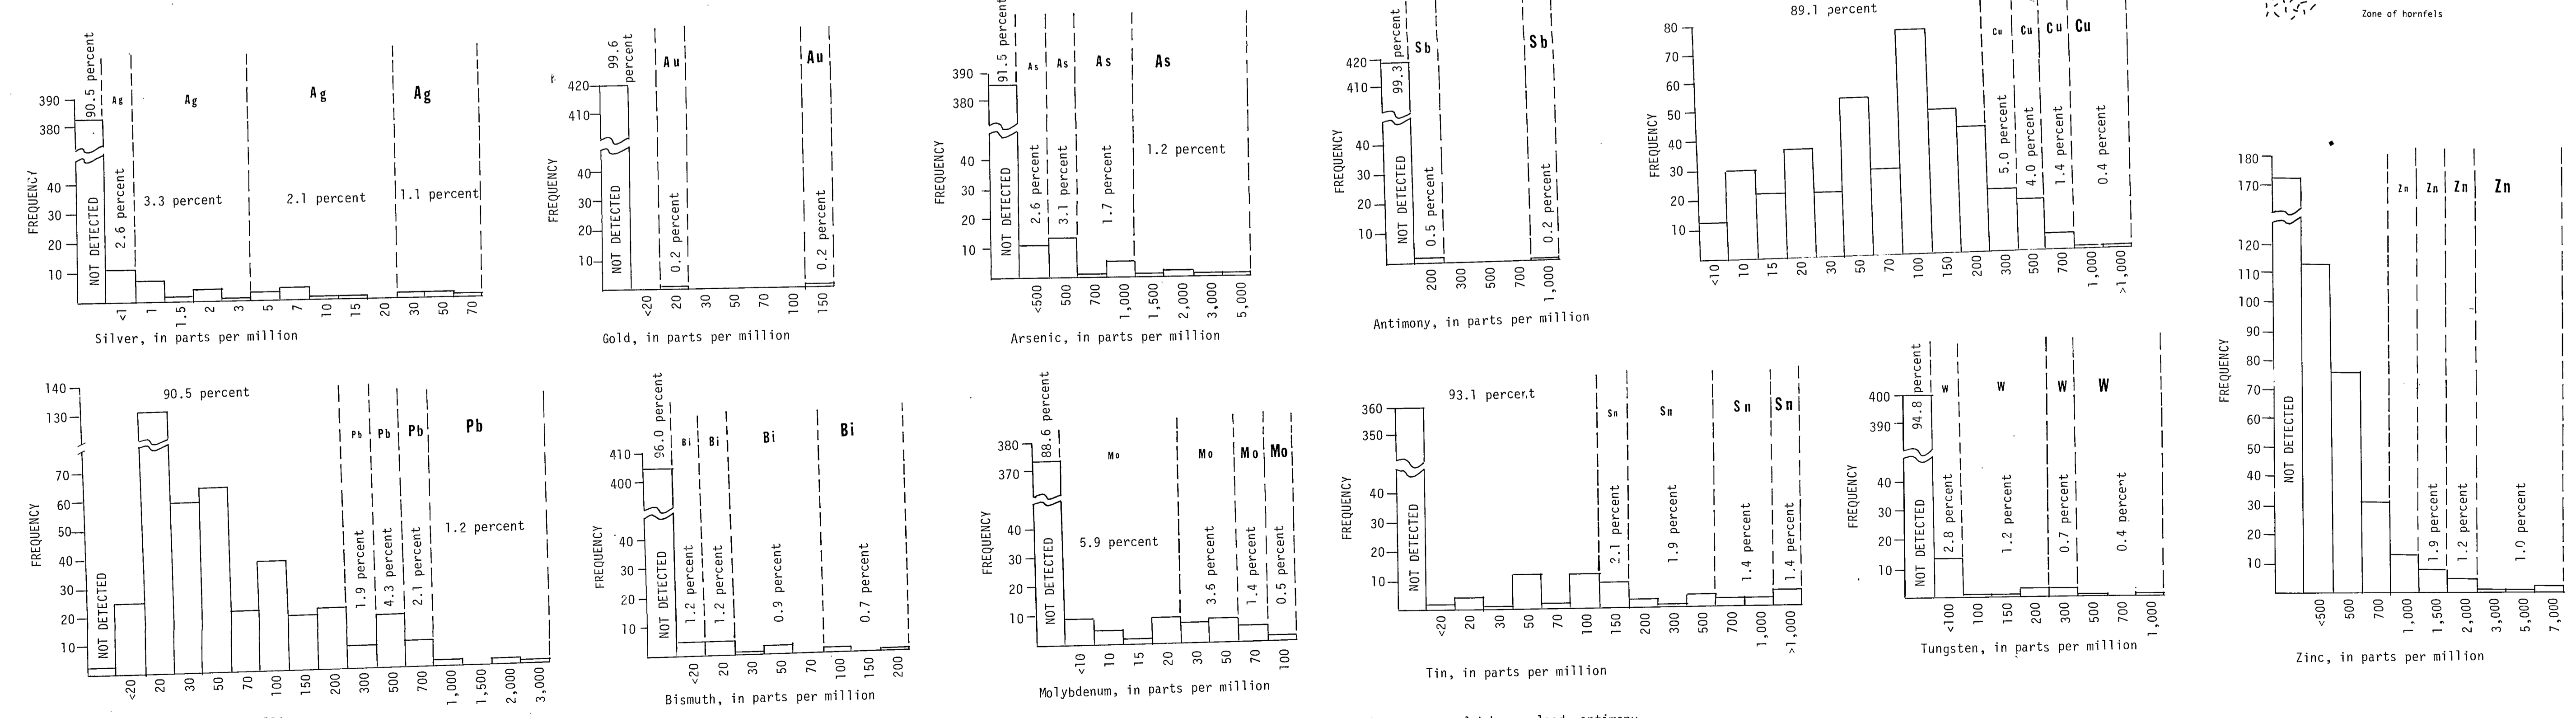 Zone of hornfels
FREQUENCY
390
380
40
30
20
10
NOT DETECTED
90.5 percent
2.6 percent
3.3 percent
2.1 percent
1.1 percent
Ag Ag Ag Ag
<1 1 1.5 2 3 5 7 10 15 20 30 50 70
Silver, in parts per million
FREQUENCY
420
410
40
30
20
10
NOT DETECTED
99.6 percent
0.2 percent
0.2 percent
Au Au
<20 20 30 50 70 100 150
Gold, in parts per million
FREQUENCY
390
380
40
30
20
10
NOT DETECTED
91.5 percent
2.6 percent
3.1 percent
1.7 percent
1.2 percent
As As As As
<500 500 700 1,000 1,500 2,000 3,000 5,000
Arsenic, in parts per million
FREQUENCY
420
410
40
30
20
10
NOT DETECTED
99.3 percent
0.5 percent
0.2 percent
Sb Sb
200 300 500 700 1,000
Antimony, in parts per million
89.1 percent
FREQUENCY
80
70
60
50
40
30
20
10
5.0 percent
4.0 percent
1.4 percent
0.4 percent
Cu Cu Cu Cu
<10 10 15 20 30 50 70 100 150 200 300 500 700 1,000 >1,000
FREQUENCY
180
170
120
110
100
90
80
70
60
50
40
30
20
10
NOT DETECTED
1.9 percent
1.2 percent
1.0 percent
Zn Zn Zn Zn
<500 500 700 1,000 1,500 2,000 3,000 5,000 7,000
Zinc, in parts per million
90.5 percent
FREQUENCY
140
130
70
60
50
40
30
20
10
NOT DETECTED
1.9 percent
4.3 percent
2.1 percent
1.2 percent
Pb Pb Pb Pb
<20 20 30 50 70 100 150 200 300 500 700 1,000 1,500 2,000 3,000
FREQUENCY
410
400
40
30
20
10
NOT DETECTED
96.0 percent
1.2 percent
1.2 percent
0.9 percent
0.7 percent
Bi Bi Bi Bi
<20 20 30 50 70 100 150 200
Bismuth, in parts per million
FREQUENCY
380
370
40
30
20
10
NOT DETECTED
88.6 percent
5.9 percent
3.6 percent
1.4 percent
0.5 percent
Mo Mo Mo Mo
<10 10 15 20 30 50 70 100
Molybdenum, in parts per million
93.1 percent
FREQUENCY
360
350
40
30
20
10
NOT DETECTED
2.1 percent
1.9 percent
1.4 percent
1.4 percent
Sn Sn Sn Sn
<20 20 30 50 70 100 150 200 300 500 700 1,000 >1,000
Tin, in parts per million
FREQUENCY
400
390
40
30
20
10
NOT DETECTED
94.8 percent
2.8 percent
1.2 percent
0.7 percent
0.4 percent
W W W W
<100 100 150 200 300 500 700 1,000
Tungsten, in parts per million